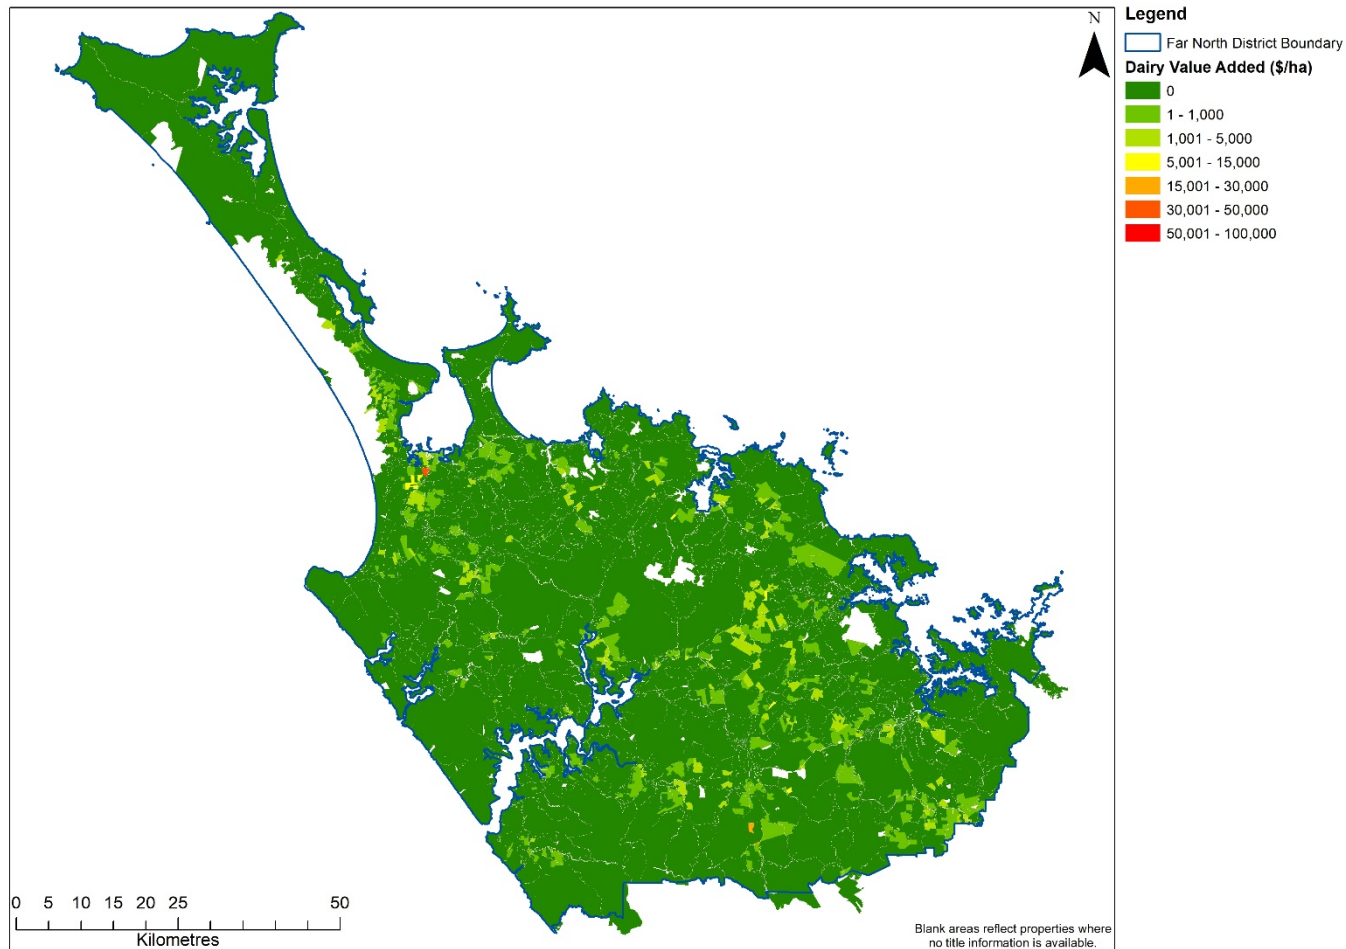 N
Legend
Far North District Boundary
Dairy Value Added ($/ha)
0
1 - 1,000
1,001 - 5,000
5,001 - 15,000
15,001 - 30,000
30,001 - 50,000
50,001 - 100,000
0 5 10 15 20 25 50
Kilometres
Blank areas reflect properties where
no title information is available.